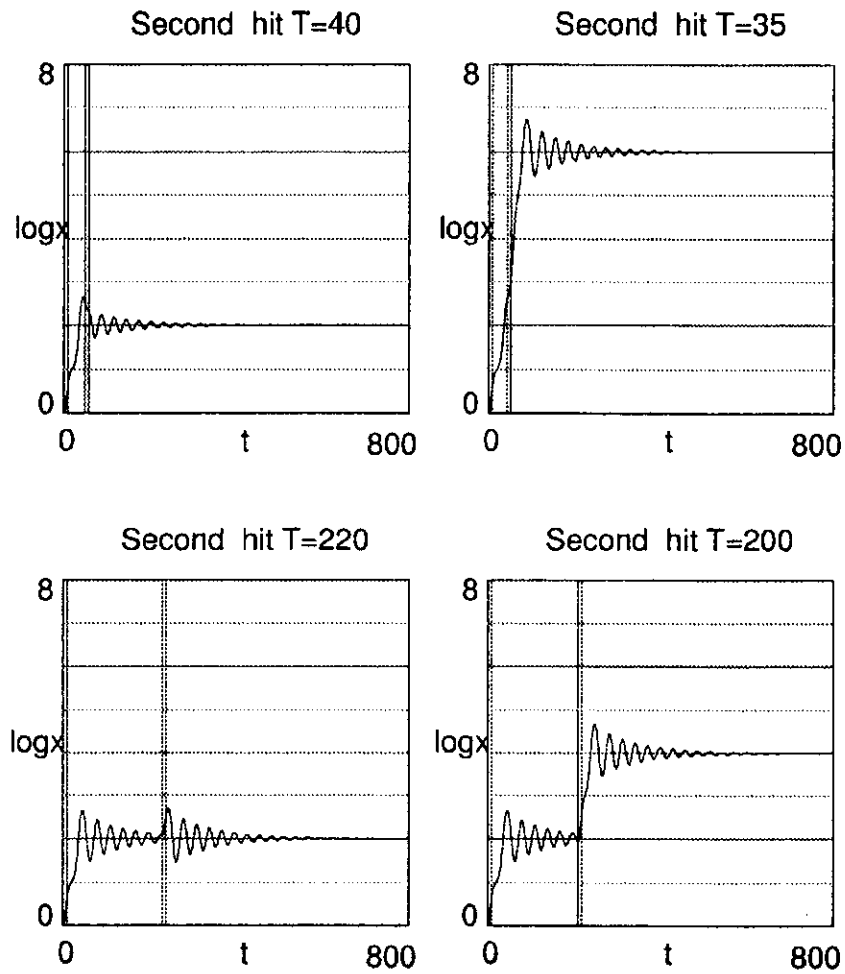 Second hit T=40
8
logx
0
0 t 800
Second hit T=35
8
logx
0
0 t 800
Second hit T=220
8
logx
0
0 t 800
Second hit T=200
8
logx
0
0 t 800